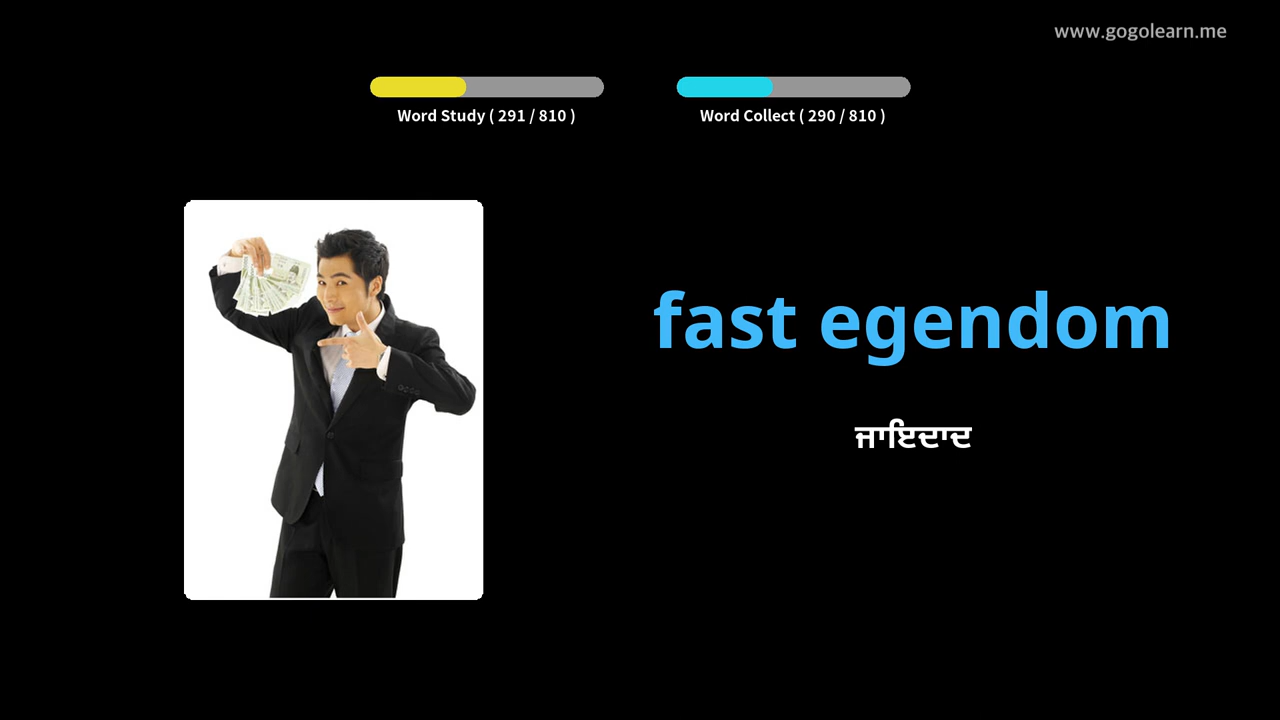 www.gogolearn.me
Word Study ( 291 / 810 )
Word Collect ( 290 / 810 )
fast egendom
ਜਾਇਦਾਦ